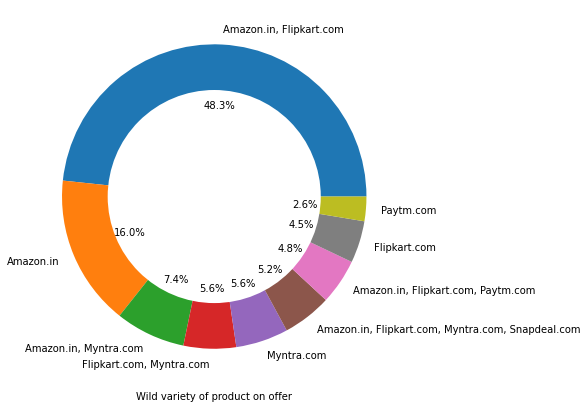 Amazon.in, Flipkart.com
48.3%
2.6%
Paytm.com
4.5%
16.0%
Flipkart.com
4.8%
Amazon.in
5.2%
7.4%
5.6%
5.6%
Amazon.in, Flipkart.com, Paytm.com
Amazon.in, Flipkart.com, Myntra.com, Snapdeal.com
Amazon.in, Myntra.com
Myntra.com
Flipkart.com, Myntra.com
Wild variety of product on offer